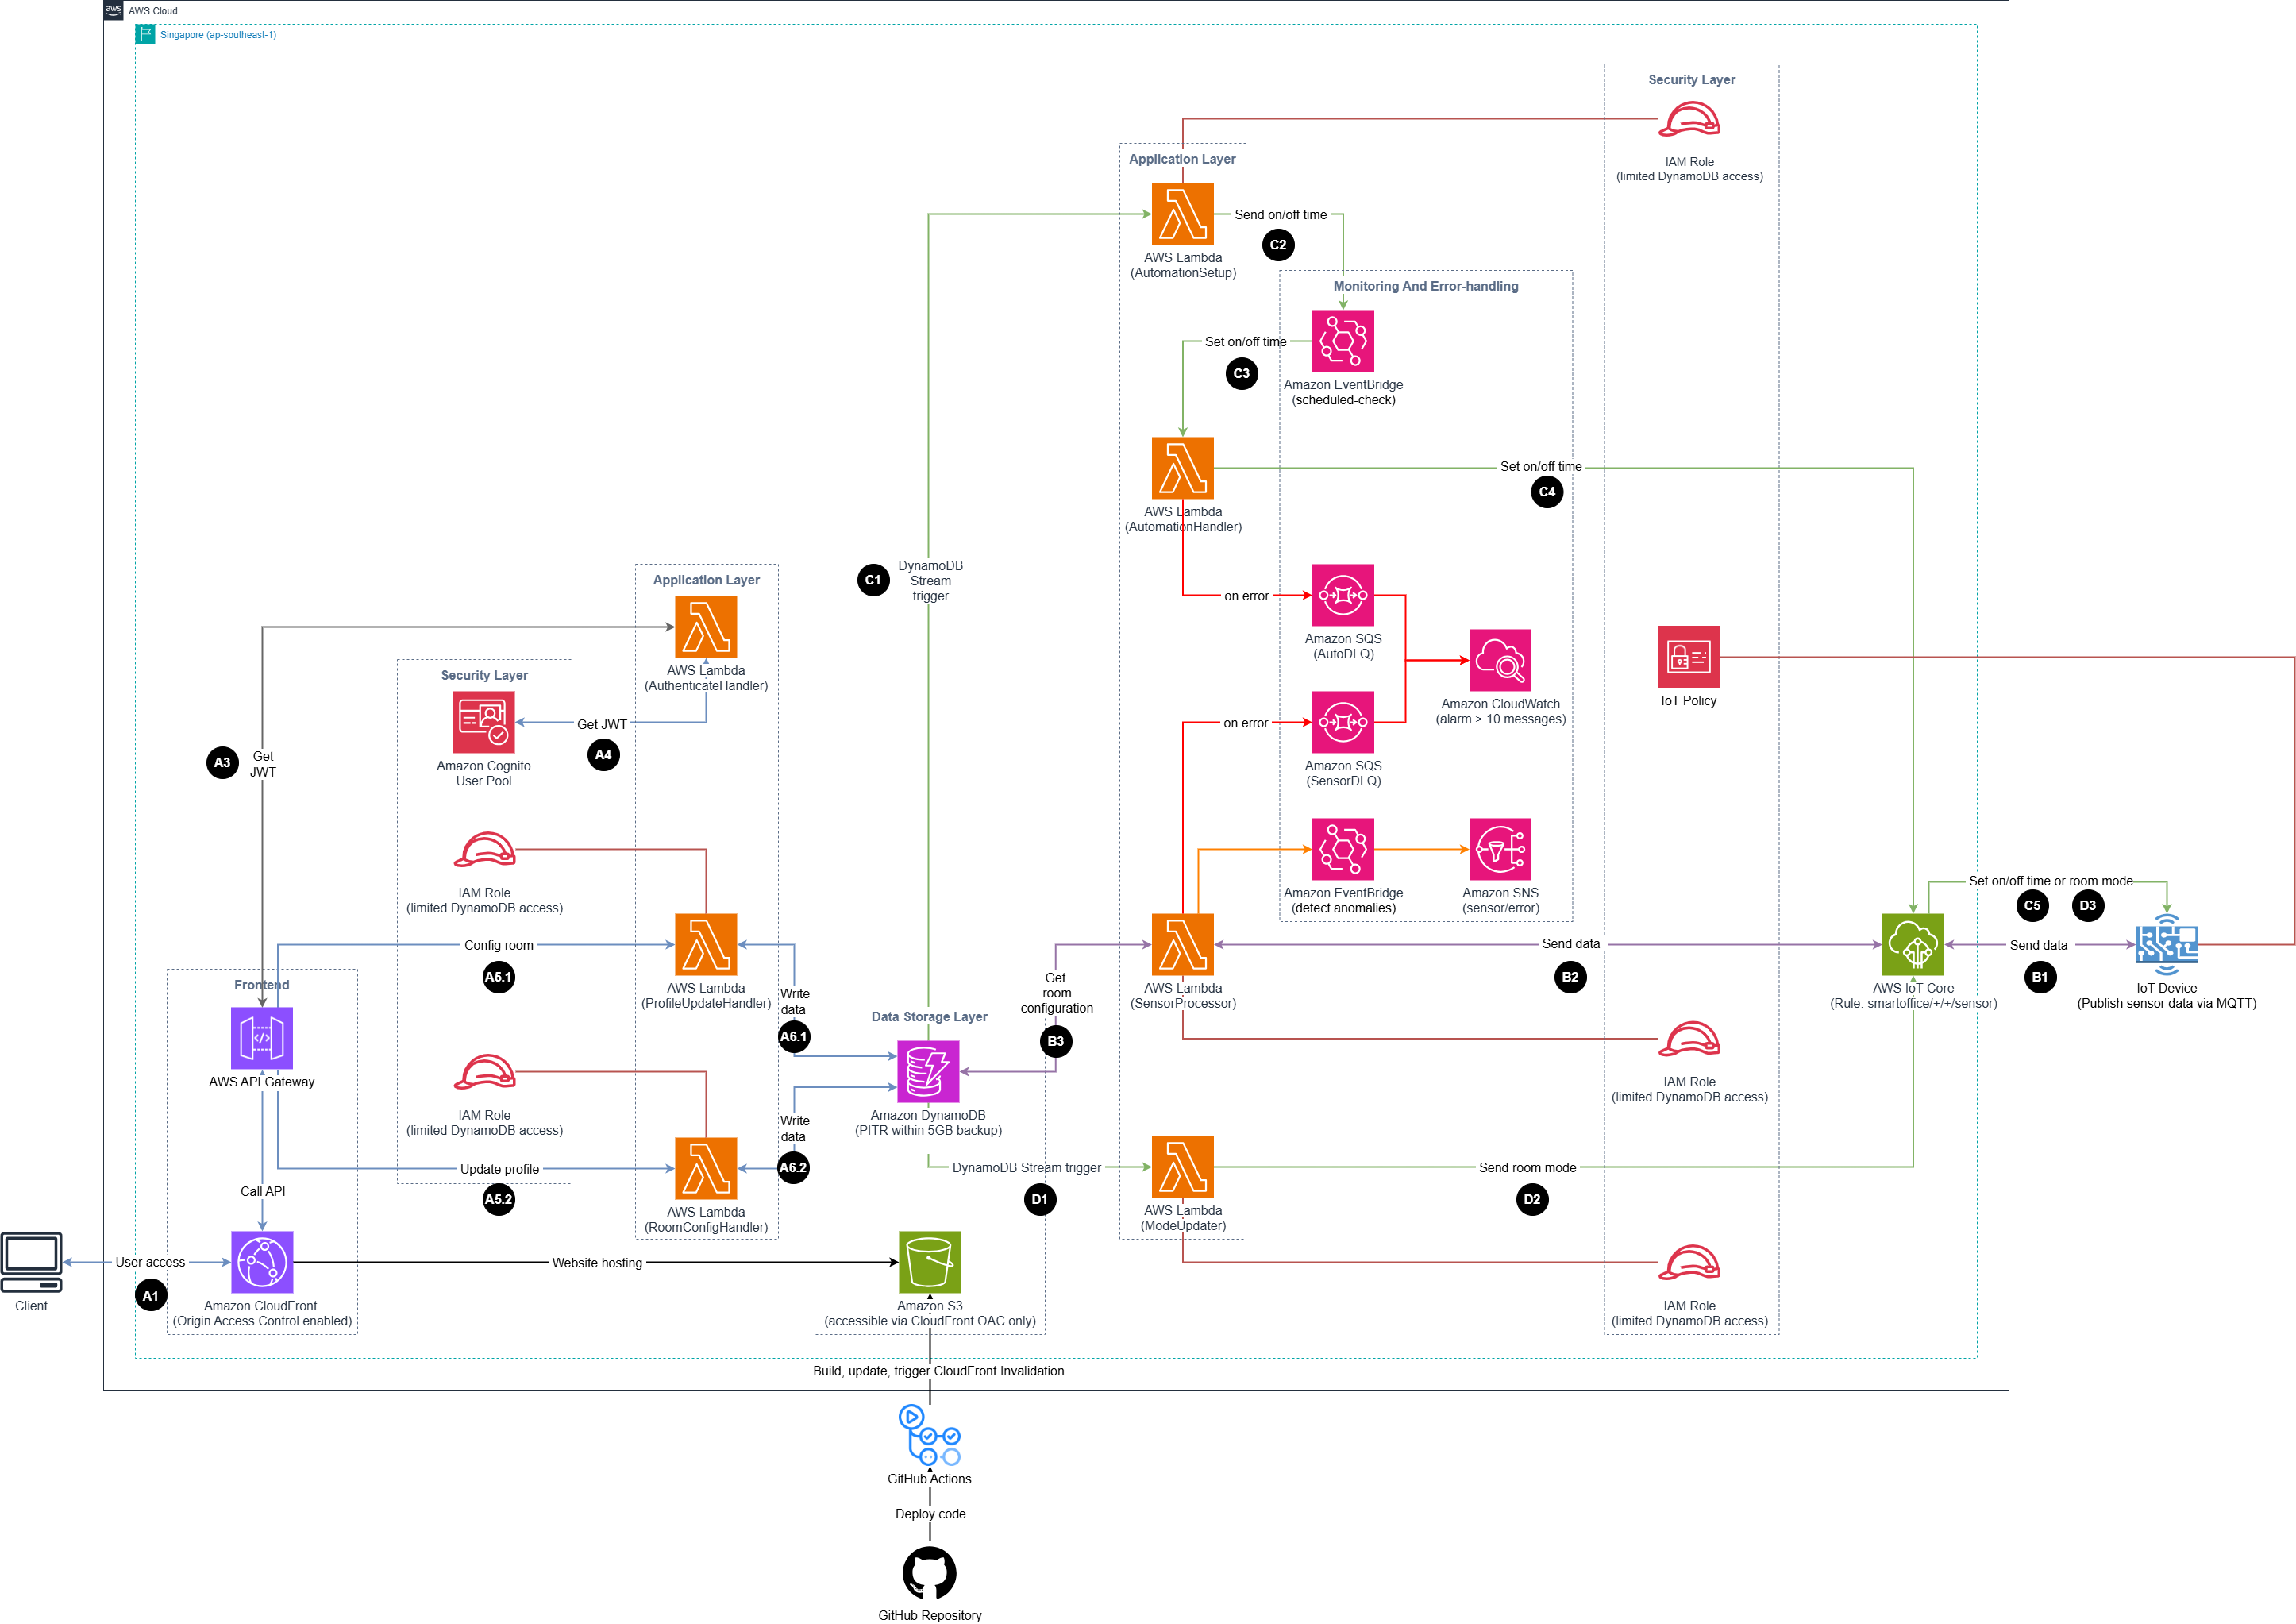 aws
AWS Cloud
Singapore (ap-southeast-1)
Security Layer
IAM Role
(limited DynamoDB access)
Application Layer
AWS Lambda
(AutomationSetup)
Send on/off time
C2
Monitoring And Error-handling
Amazon EventBridge
(scheduled-check)
Set on/off time
C3
AWS Lambda
(AutomationHandler)
Set on/off time
C4
C1
DynamoDB
Stream
trigger
on error
Amazon SQS
(AutoDLQ)
Amazon CloudWatch
(alarm > 10 messages)
on error
Amazon SQS
(SensorDLQ)
IoT Policy
Amazon EventBridge
(detect anomalies)
Amazon SNS
(sensor/error)
Application Layer
AWS Lambda
(AuthenticateHandler)
Security Layer
Get JWT
A4
Amazon Cognito
User Pool
A3
Get
JWT
IAM Role
(limited DynamoDB access)
Config room
A5.1
AWS Lambda
(ProfileUpdateHandler)
Write
data
A6.1
Frontend
AWS API Gateway
IAM Role
(limited DynamoDB access)
Update profile
A5.2
AWS Lambda
(RoomConfigHandler)
Write
data
A6.2
Call API
Data Storage Layer
Amazon DynamoDB
(PITR within 5GB backup)
Get
room
configuration
B3
AWS Lambda
(SensorProcessor)
Send data
B2
Set on/off time or room mode
C5
D3
AWS IoT Core
(Rule: smartoffice/+/+/sensor)
Send data
B1
IoT Device
(Publish sensor data via MQTT)
IAM Role
(limited DynamoDB access)
DynamoDB Stream trigger
D1
AWS Lambda
(ModeUpdater)
Send room mode
D2
IAM Role
(limited DynamoDB access)
Client
User access
A1
Amazon CloudFront
(Origin Access Control enabled)
Website hosting
Amazon S3
(accessible via CloudFront OAC only)
Build, update, trigger CloudFront Invalidation
GitHub Actions
Deploy code
GitHub Repository